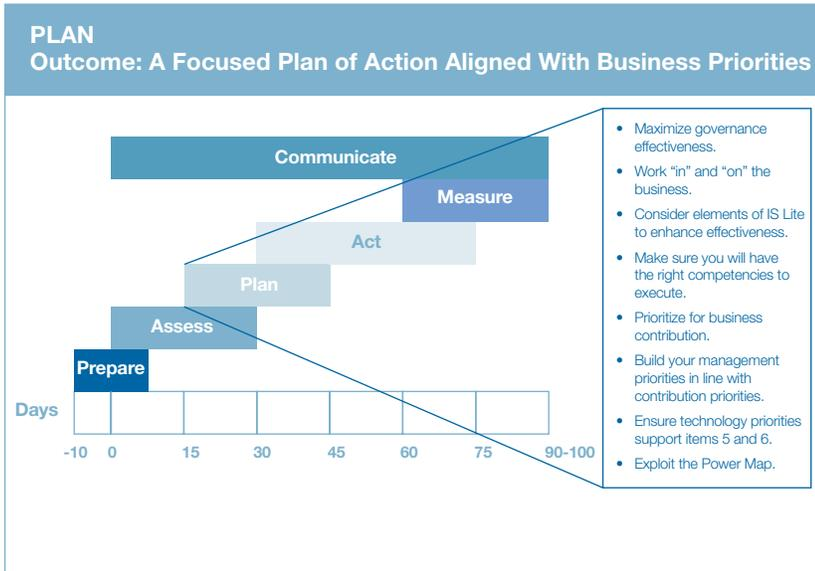 PLAN
Outcome: A Focused Plan of Action Aligned With Business Priorities
Communicate
Measure
Act
Plan
Assess
Prepare
Days
-10 0 15 30 45 60 75 90-100
• Maximize governance
effectiveness.
• Work “in” and “on” the
business.
• Consider elements of IS Lite
to enhance effectiveness.
• Make sure you will have
the right competencies to
execute.
• Prioritize for business
contribution.
• Build your management
priorities in line with
contribution priorities.
• Ensure technology priorities
support items 5 and 6.
• Exploit the Power Map.